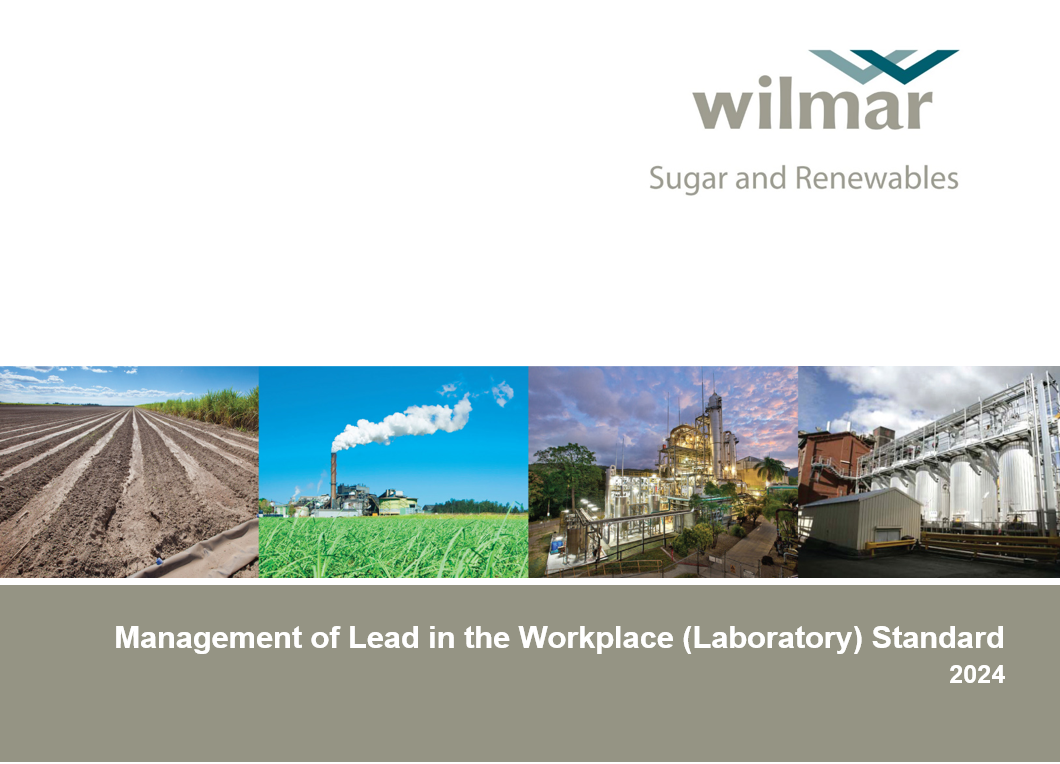 wilmar
Sugar and Renewables
Management of Lead in the Workplace (Laboratory) Standard
2024